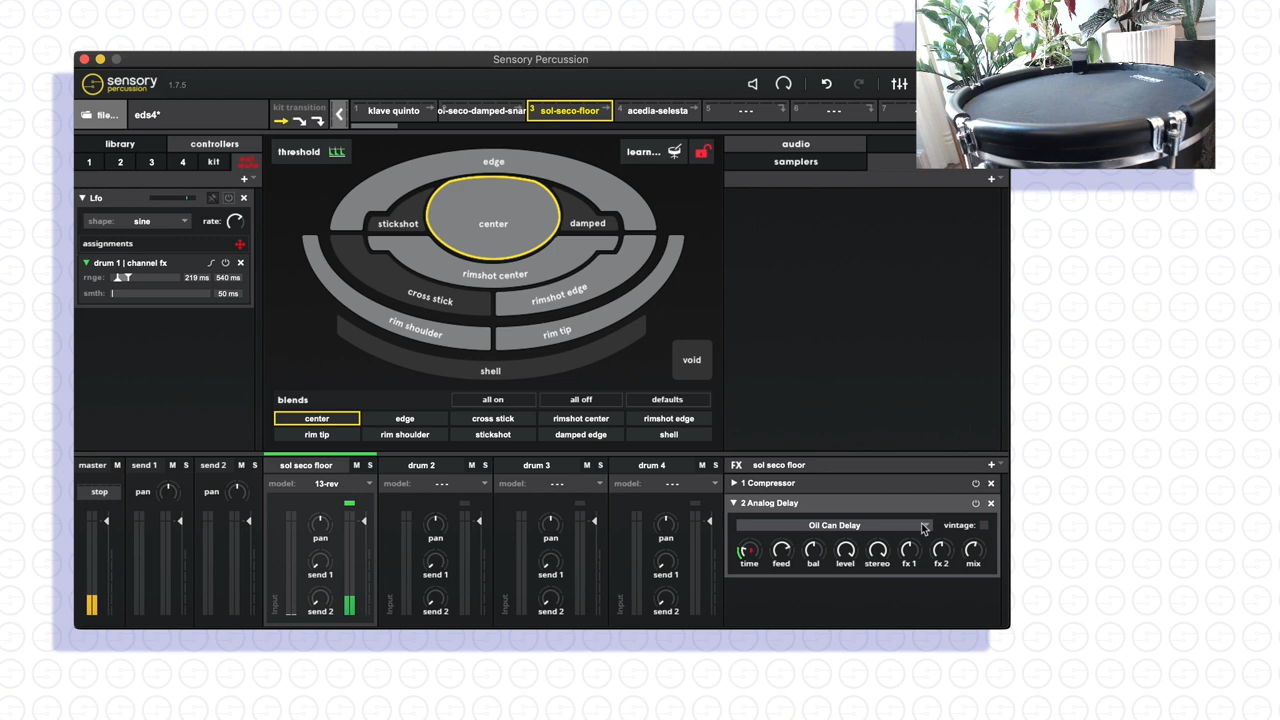 Sensory Percussion
sensory percussion 1.7.5
file... eds4*
kit transition
1 klave quinto
oi-seco-damped-snar
3 sol-seco-floor
4 acedia-selesta
5 ---
6 ---
7
library controllers
1 2 3 4 kit
Lfo
shape: sine rate:
assignments
drum 1 | channel fx
rnge: 219 ms 540 ms
smth: 50 ms
threshold
learn...
edge
stickshot
center
damped
rimshot center
cross stick
rimshot edge
rim shoulder
rim tip
shell
void
blends all on all off defaults
center edge cross stick rimshot center rimshot edge
rim tip rim shoulder stickshot damped edge shell
audio
samplers
master M send 1 M S send 2 M S sol seco floor M S drum 2 M S drum 3 M S drum 4 M S
stop pan pan model: 13-rev model: --- model: --- model: ---
pan pan pan pan
send 1 send 1 send 1 send 1
Input Input Input Input
send 2 send 2 send 2 send 2
FX sol seco floor
1 Compressor
2 Analog Delay
Oil Can Delay vintage:
time feed bal level stereo fx 1 fx 2 mix